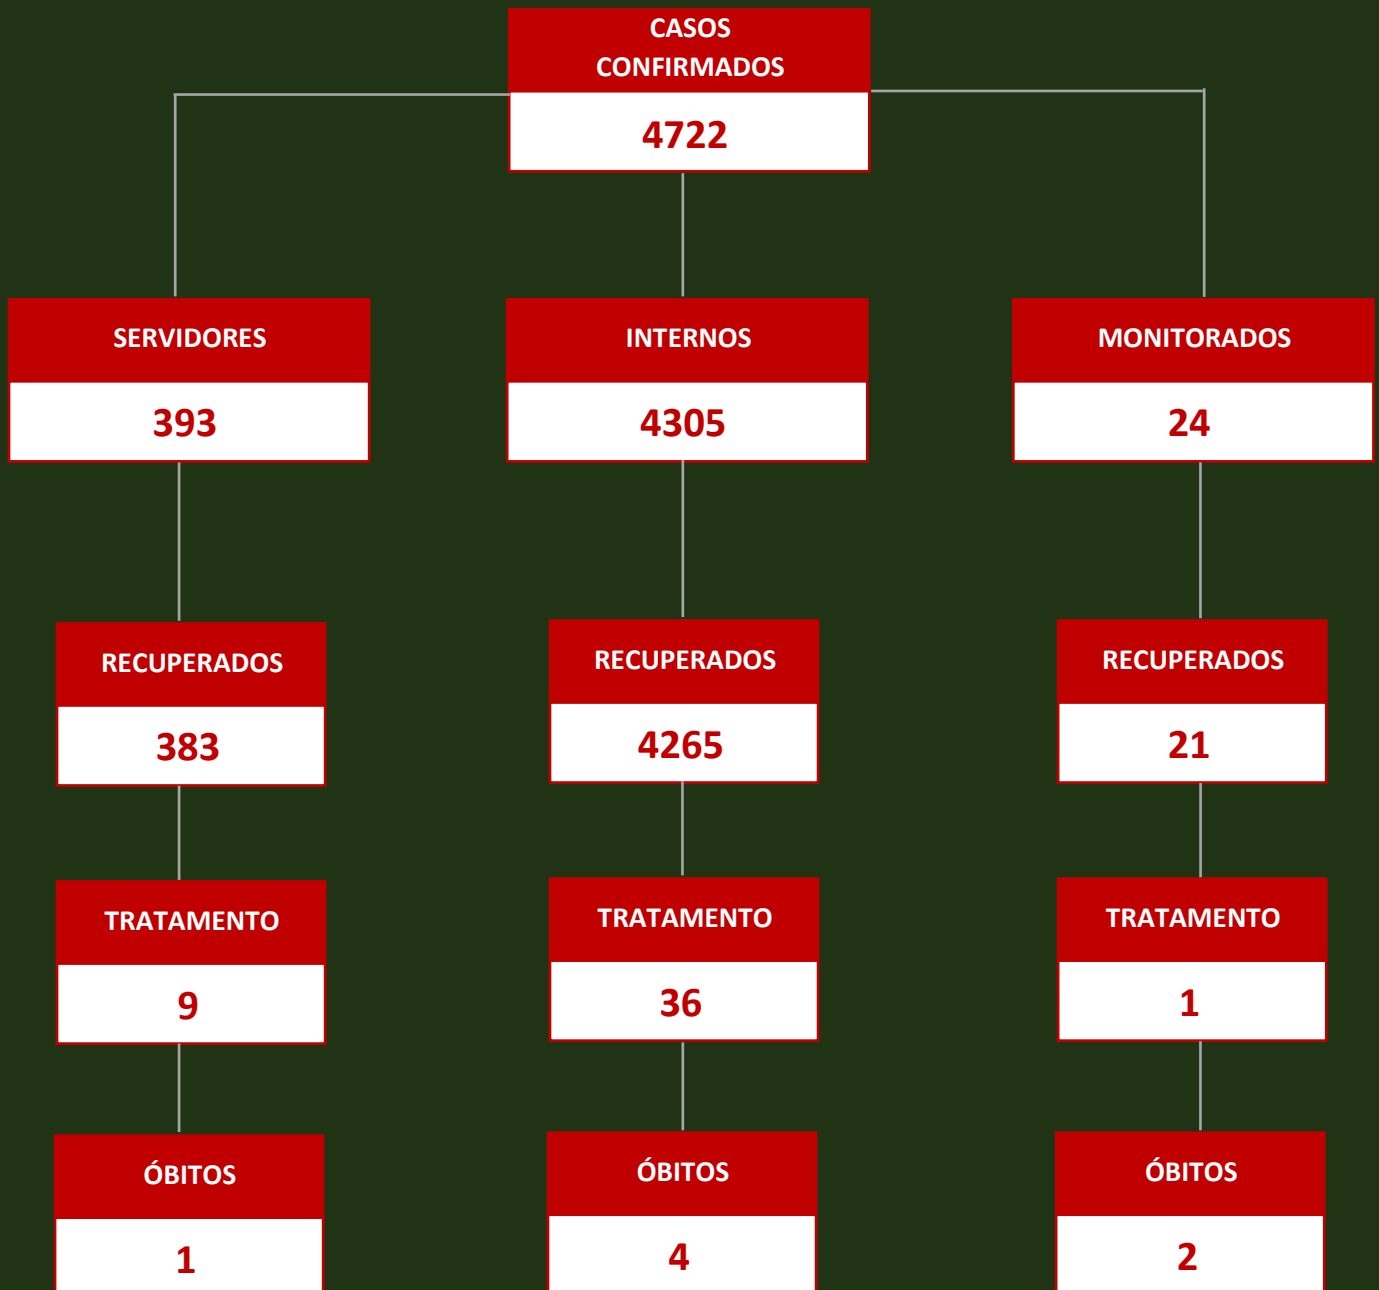 CASOS
CONFIRMADOS
4722
SERVIDORES
393
INTERNOS
4305
MONITORADOS
24
RECUPERADOS
383
RECUPERADOS
4265
RECUPERADOS
21
TRATAMENTO
9
TRATAMENTO
36
TRATAMENTO
1
ÓBITOS
1
ÓBITOS
4
ÓBITOS
2